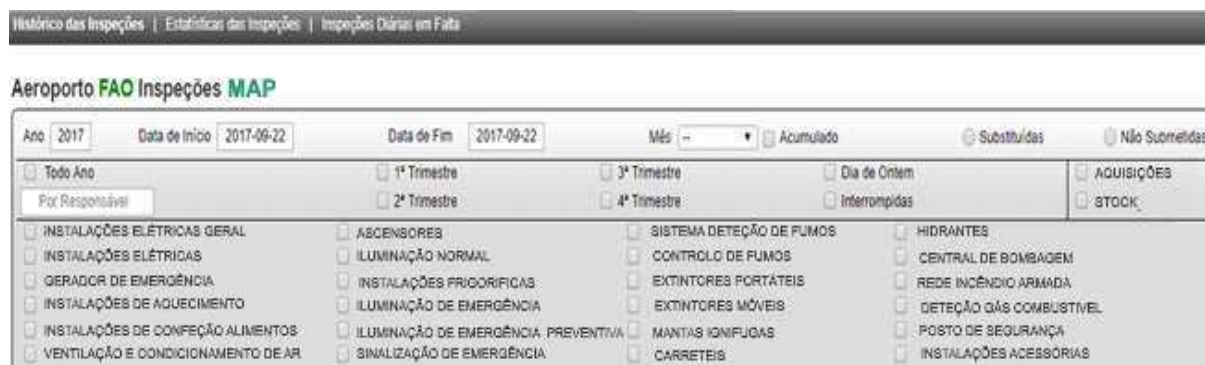 Histórico das Inspeções | Estatísticas das Inspeções | Inspeções Diárias em Falta
Aeroporto FAO Inspeções MAP
Ano 2017 Data de Início 2017-09-22 Data de Fim 2017-09-22 Mês -- Acumulado Substituídas Não Submetidas
Todo Ano 1º Trimestre 3º Trimestre Dia de Ontem AQUISIÇÕES
Por Responsável 2º Trimestre 4º Trimestre Interrompidas STOCK_
INSTALAÇÕES ELÉTRICAS GERAL ASCENSORES SISTEMA DETEÇÃO DE FUMOS HIDRANTES
INSTALAÇÕES ELÉTRICAS ILUMINAÇÃO NORMAL CONTROLO DE FUMOS CENTRAL DE BOMBAGEM
GERADOR DE EMERGÊNCIA INSTALAÇÕES FRIGORIFICAS EXTINTORES PORTÁTEIS REDE INCÊNDIO ARMADA
INSTALAÇÕES DE AQUECIMENTO ILUMINAÇÃO DE EMERGÊNCIA EXTINTORES MÓVEIS DETEÇÃO GÁS COMBUSTIVEL
INSTALAÇÕES DE CONFEÇÃO ALIMENTOS ILUMINAÇÃO DE EMERGÊNCIA PREVENTIVA MANTAS IGNIFUGAS POSTO DE SEGURANÇA
VENTILAÇÃO E CONDICIONAMENTO DE AR SINALIZAÇÃO DE EMERGÊNCIA CARRETEIS INSTALAÇÕES ACESSÓRIAS